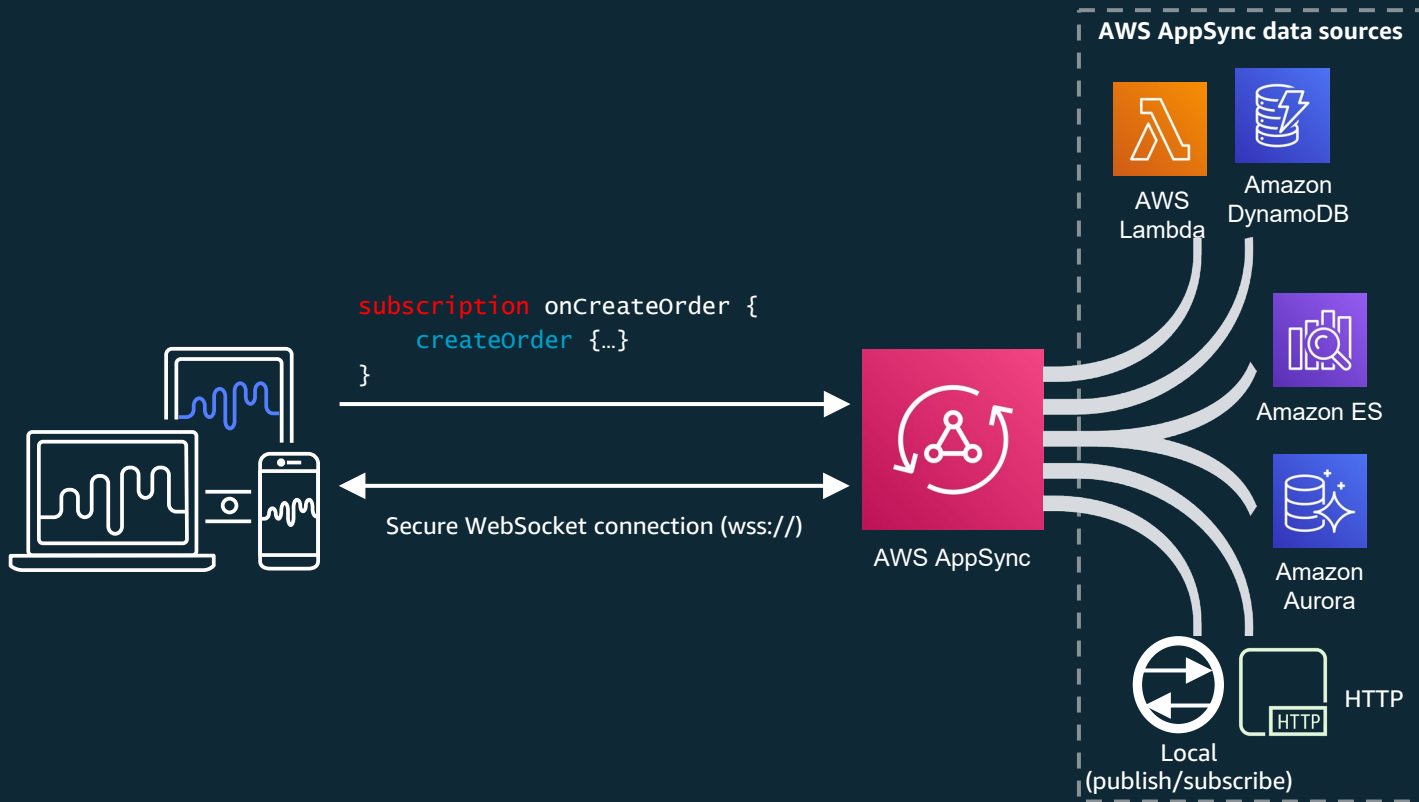 AWS AppSync data sources
AWS
Lambda
Amazon
DynamoDB
subscription onCreateOrder {
createOrder {…}
}
Amazon ES
Secure WebSocket connection (wss://)
AWS AppSync
Amazon
Aurora
HTTP
HTTP
Local
(publish/subscribe)